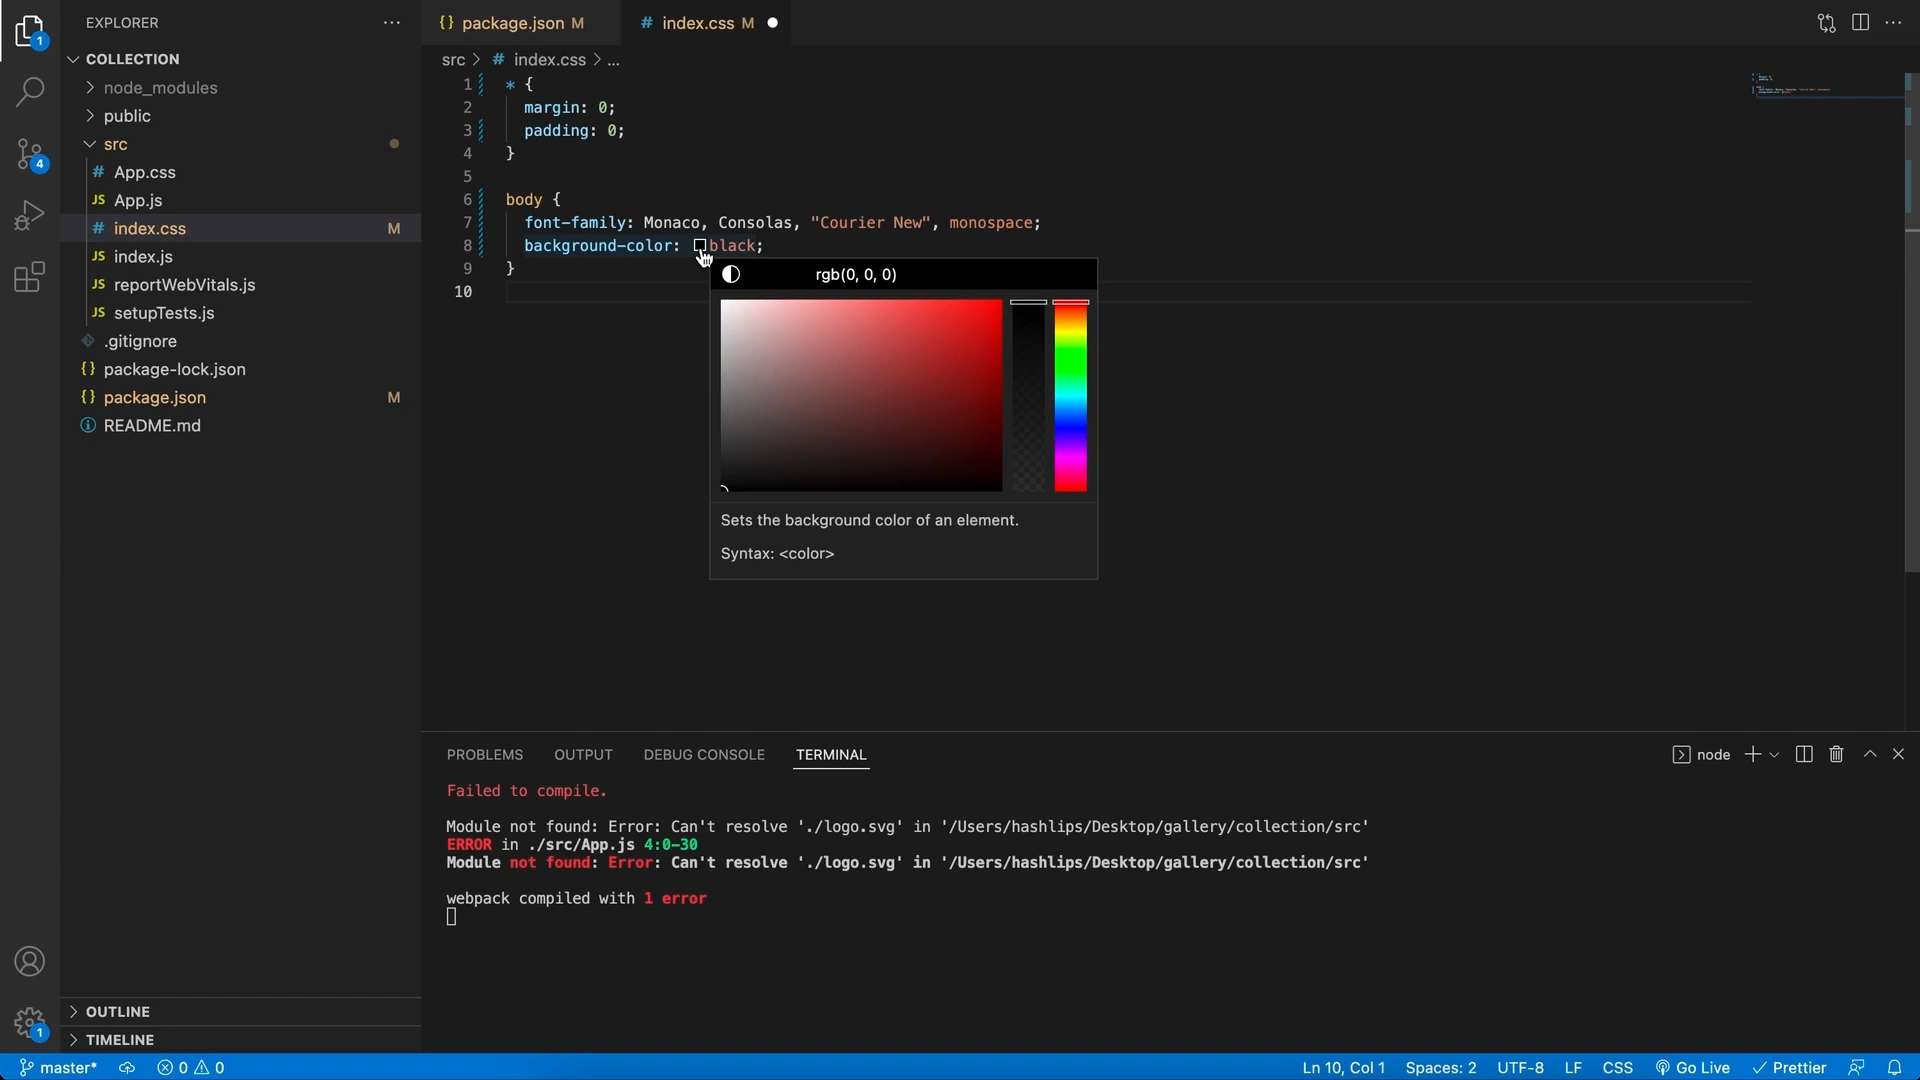 EXPLORER
COLLECTION
node_modules
public
src
# App.css
JS App.js
# index.css M
JS index.js
JS reportWebVitals.js
JS setupTests.js
.gitignore
{} package-lock.json
{} package.json M
README.md
OUTLINE
TIMELINE
1
4
1
{} package.json M
# index.css M
src > # index.css > ...
1 * {
2 margin: 0;
3 padding: 0;
4 }
5
6 body {
7 font-family: Monaco, Consolas, "Courier New", monospace;
8 background-color: black;
9 }
10
rgb(0, 0, 0)
Sets the background color of an element.
Syntax: <color>
PROBLEMS OUTPUT DEBUG CONSOLE TERMINAL
node
Failed to compile.
Module not found: Error: Can't resolve './logo.svg' in '/Users/hashlips/Desktop/gallery/collection/src'
ERROR in ./src/App.js 4:0-30
Module not found: Error: Can't resolve './logo.svg' in '/Users/hashlips/Desktop/gallery/collection/src'
webpack compiled with 1 error
master* 0 0 Ln 10, Col 1 Spaces: 2 UTF-8 LF CSS Go Live Prettier